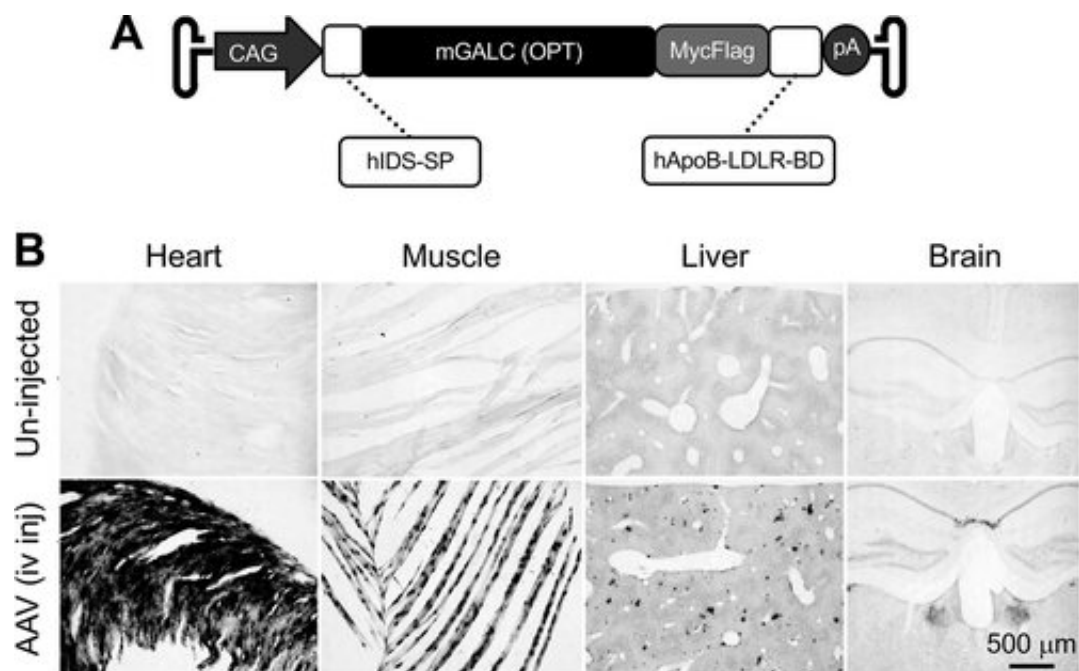 A
CAG
mGALC (OPT)
MycFlag
pA
hIDS-SP
hApoB-LDLR-BD
B
Heart
Muscle
Liver
Brain
Un-injected
AAV (iv inj)
500 μm